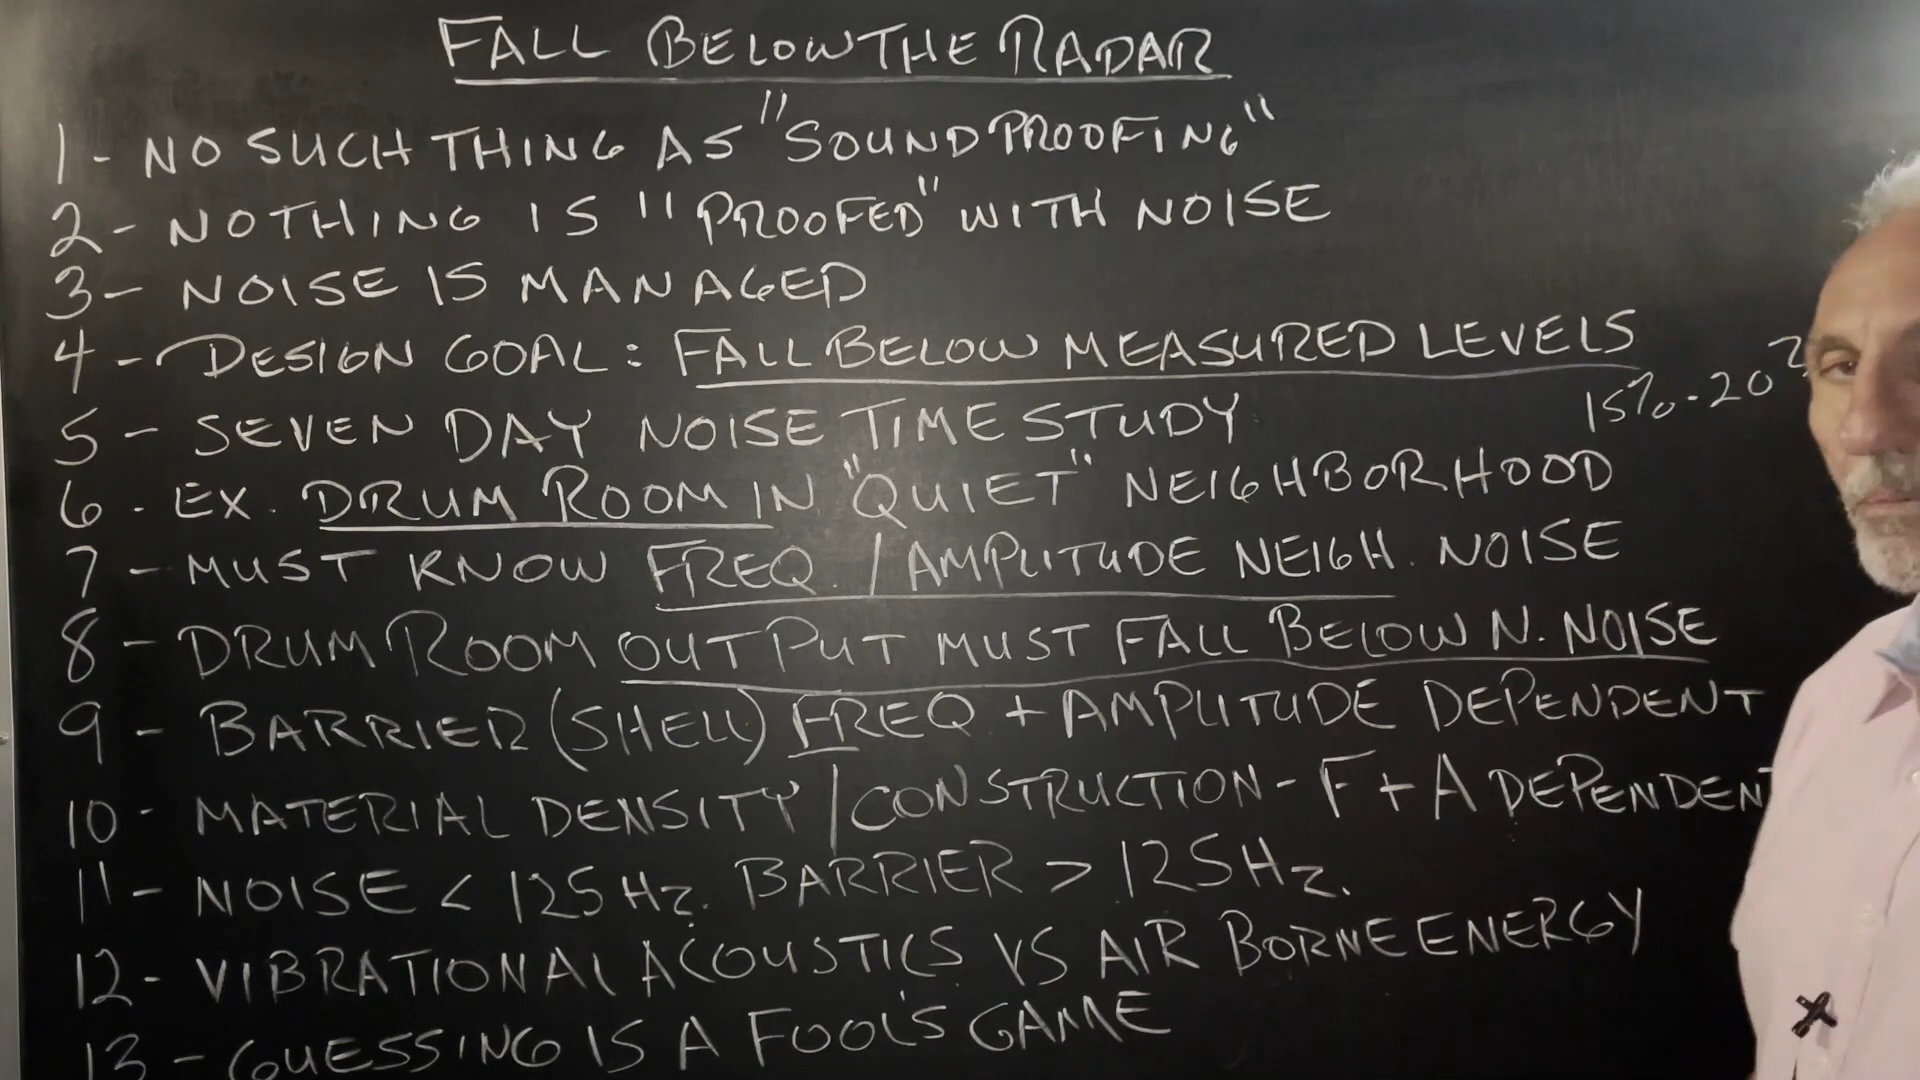 FALL BELOW THE RADAR
1 - NO SUCH THING AS "SOUNDPROOFING"
2 - NOTHING IS "PROOFED" WITH NOISE
3 - NOISE IS MANAGED
4 - DESIGN GOAL: FALL BELOW MEASURED LEVELS
15% - 20
5 - SEVEN DAY NOISE TIME STUDY
6 - EX. DRUM ROOM IN "QUIET" NEIGHBORHOOD
7 - MUST KNOW FREQ. / AMPLITUDE NEIGH. NOISE
8 - DRUM ROOM OUTPUT MUST FALL BELOW N. NOISE
9 - BARRIER (SHELL) FREQ + AMPLITUDE DEPENDENT
10 - MATERIAL DENSITY / CONSTRUCTION - F + A DEPENDENT
11 - NOISE < 125 Hz. BARRIER > 125 Hz.
12 - VIBRATIONAL ACOUSTICS VS AIR BORNE ENERGY
13 - GUESSING IS A FOOL'S GAME